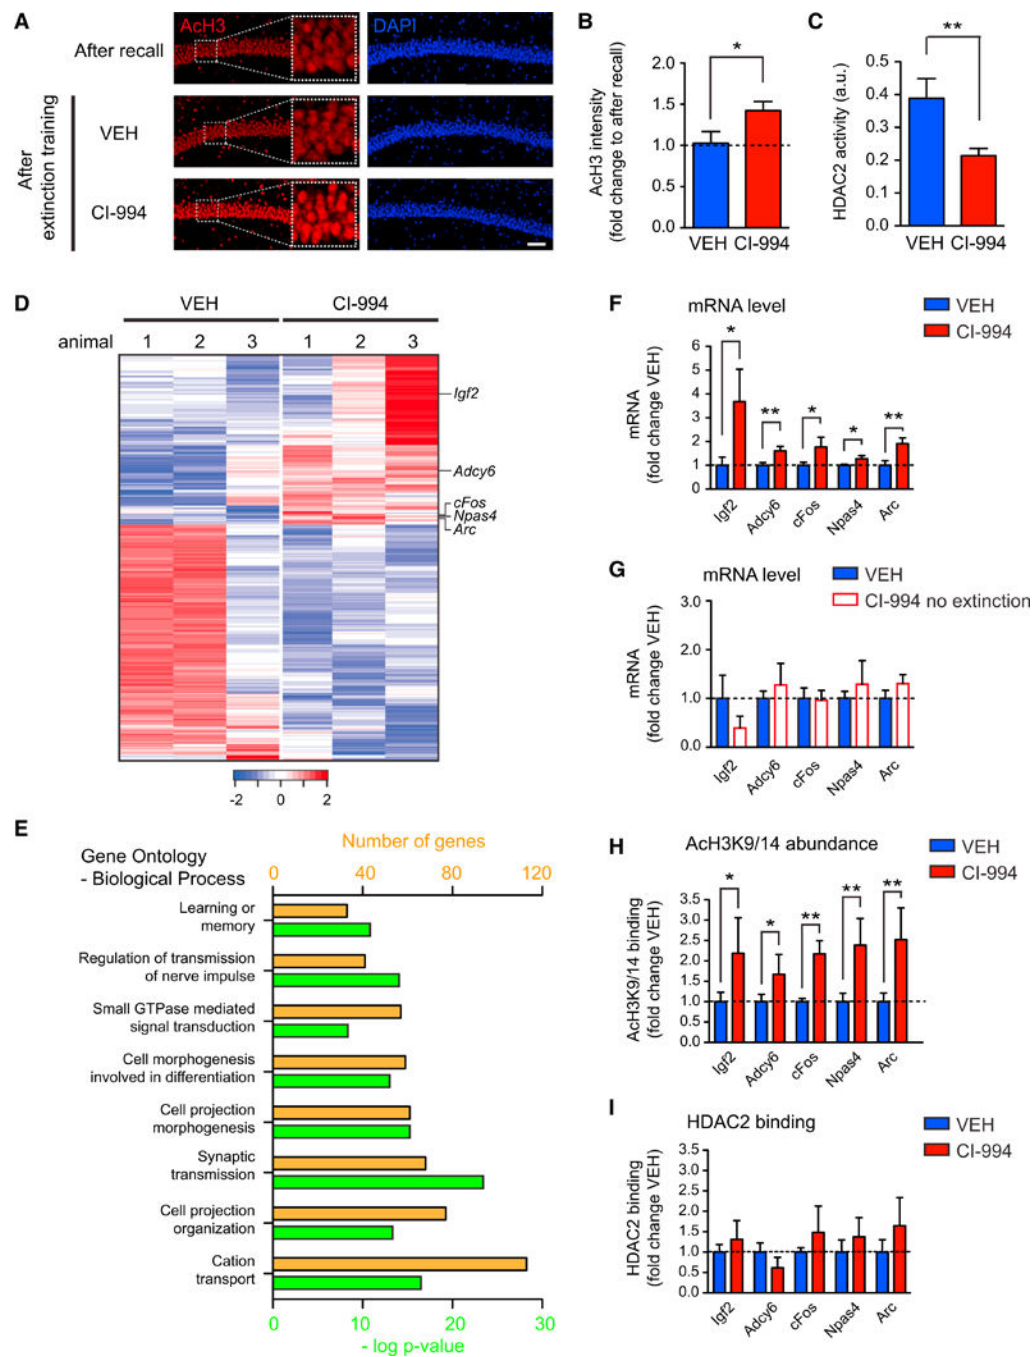 A
AcH3
DAPI
After recall
After
extinction training
VEH
CI-994
B
*
AcH3 intensity
(fold change to after recall)
2.0
1.5
1.0
0.5
0.0
VEH CI-994
C
**
HDAC2 activity (a.u.)
0.5
0.4
0.3
0.2
0.1
0.0
VEH CI-994
D
VEH
CI-994
animal
1 2 3 1 2 3
Igf2
Adcy6
cFos
Npas4
Arc
-2 0 2
E
Number of genes
Gene Ontology
- Biological Process
0 40 80 120
Learning or
memory
Regulation of transmission
of nerve impulse
Small GTPase mediated
signal transduction
Cell morphogenesis
involved in differentiation
Cell projection
morphogenesis
Synaptic
transmission
Cell projection
organization
Cation
transport
0 10 20 30
- log p-value
F
mRNA level
VEH
CI-994
mRNA
(fold change VEH)
6
5
4
2
1
0
* ** * * **
Igf2 Adcy6 cFos Npas4 Arc
G
mRNA level
VEH
CI-994 no extinction
mRNA
(fold change VEH)
3.0
2.0
1.0
0.0
Igf2 Adcy6 cFos Npas4 Arc
H
AcH3K9/14 abundance
VEH
CI-994
AcH3K9/14 binding
(fold change VEH)
3.5
3.0
2.5
2.0
1.5
1.0
0.5
0.0
* * ** ** **
Igf2 Adcy6 cFos Npas4 Arc
I
HDAC2 binding
VEH
CI-994
HDAC2 binding
(fold change VEH)
3.5
3.0
2.5
2.0
1.5
1.0
0.5
0.0
Igf2 Adcy6 cFos Npas4 Arc